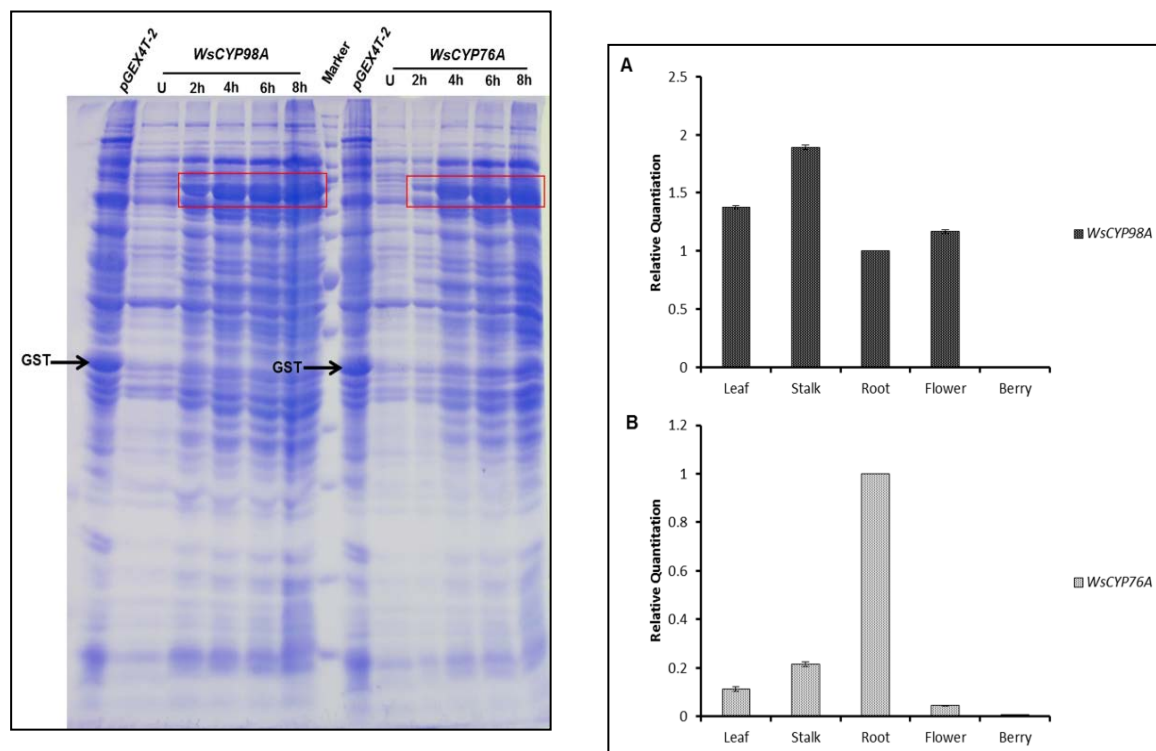 pGEX4T-2 WsCYP98A Marker pGEX4T-2 WsCYP76A
U 2h 4h 6h 8h U 2h 4h 6h 8h
GST GST
A
2.5
2
1.5
1
0.5
0
Relative Quantiation
Leaf Stalk Root Flower Berry
WsCYP98A
B
1.2
1
0.8
0.6
0.4
0.2
0
Relative Quantitation
Leaf Stalk Root Flower Berry
WsCYP76A